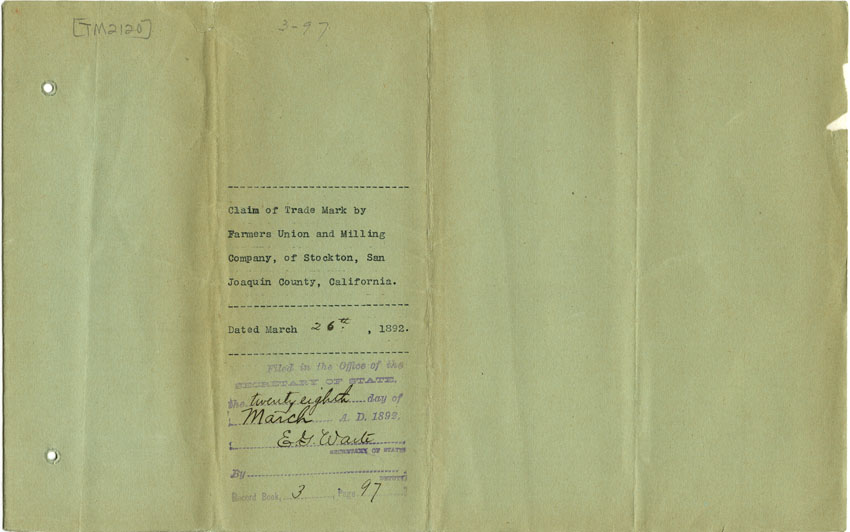 [TM2120]
3-97
Claim of Trade Mark by
Farmers Union and Milling
Company, of Stockton, San
Joaquin County, California.
Dated March 26th. , 1892.
Filed in the Office of the
SECRETARY OF STATE,
the twenty eighth day of
March A. D. 1892.
E. G. Waite
SECRETARY OF STATE
By
DEPUTY
Record Book, 3, Page 97